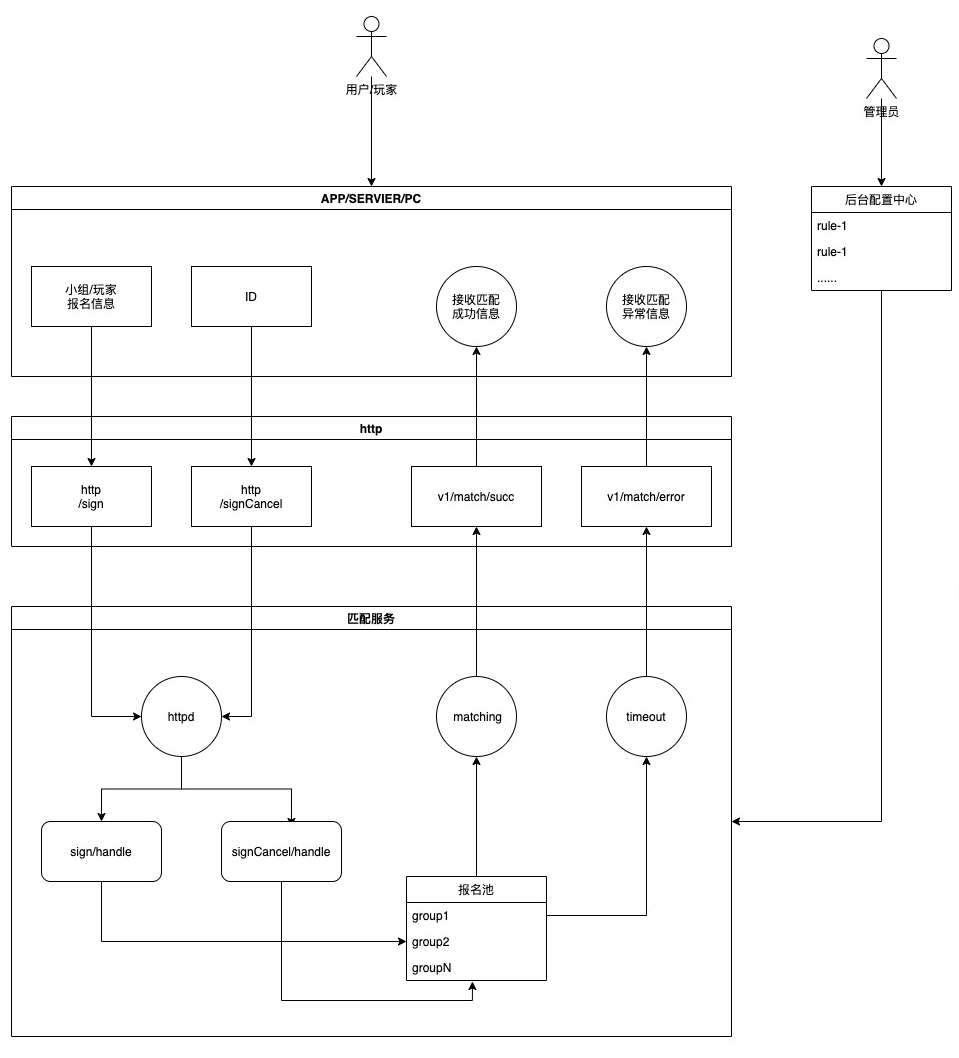 用户/玩家
管理员
APP/SERVIER/PC
后台配置中心
rule-1
rule-1
......
小组/玩家
报名信息
ID
接收匹配
成功信息
接收匹配
异常信息
http
http
/sign
http
/signCancel
v1/match/succ
v1/match/error
匹配服务
httpd
matching
timeout
sign/handle
signCancel/handle
报名池
group1
group2
groupN